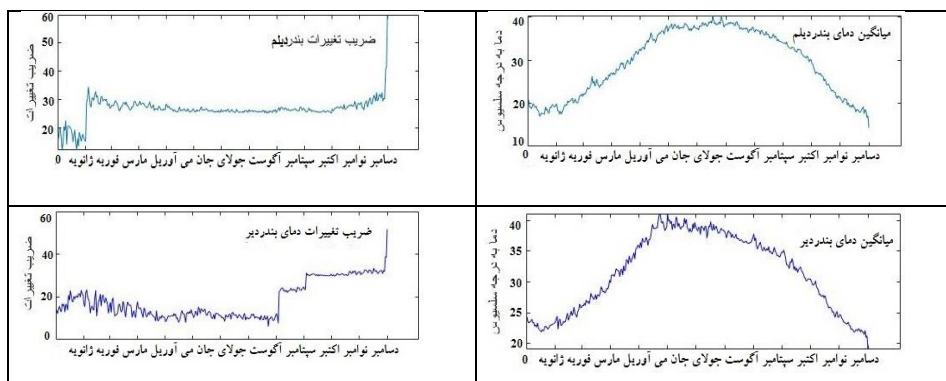 میانگین دمای بندردیلم
دما به درجه سلسیوس
40
30
20
10
0 ژانویه فوریه مارس آوریل می جان جولای آگوست سپتامبر اکتبر نوامبر دسامبر
ضریب تغییرات بندردیلم
ضریب تغییرات
60
50
40
30
20
0 ژانویه فوریه مارس آوریل می جان جولای آگوست سپتامبر اکتبر نوامبر دسامبر
میانگین دمای بندردیر
دما به درجه سلسیوس
40
35
30
25
20
0 ژانویه فوریه مارس آوریل می جان جولای آگوست سپتامبر اکتبر نوامبر دسامبر
ضریب تغییرات دمای بندردیر
ضریب تغییرات
60
40
20
0
ژانویه فوریه مارس آوریل می جان جولای آگوست سپتامبر اکتبر نوامبر دسامبر